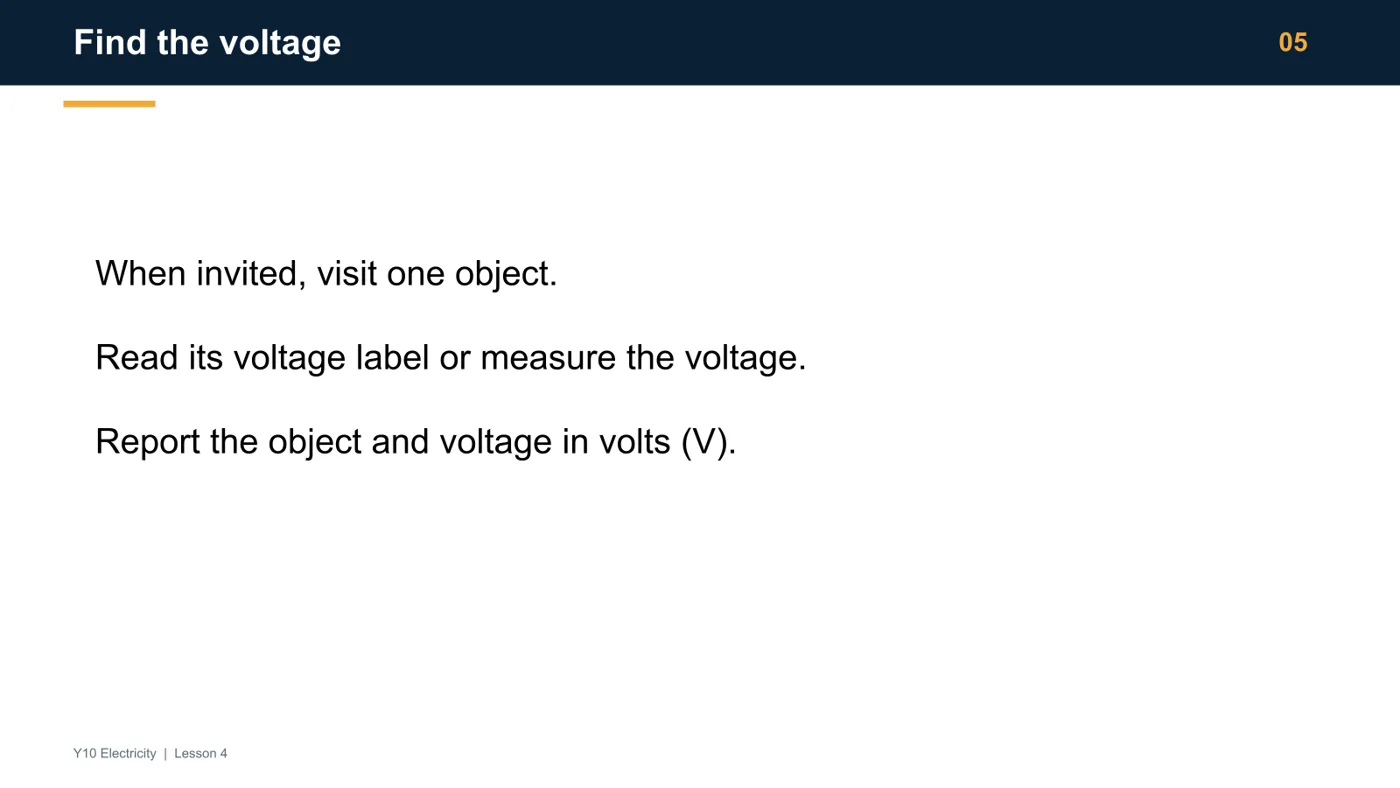 Find the voltage
05
When invited, visit one object.
Read its voltage label or measure the voltage.
Report the object and voltage in volts (V).
Y10 Electricity | Lesson 4